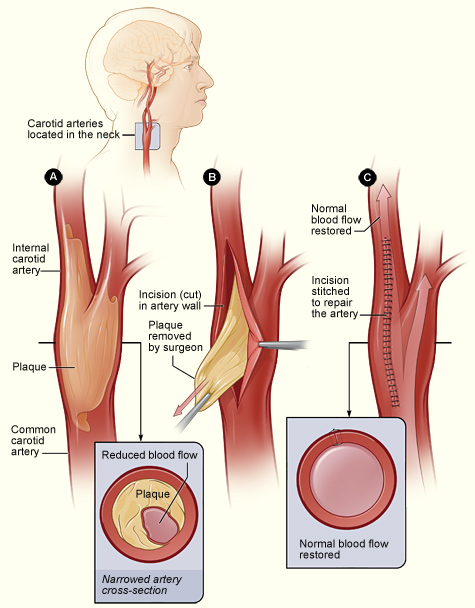 Carotid arteries
located in the neck
A
B
C
Internal
carotid
artery
Plaque
Common
carotid
artery
Reduced blood flow
Plaque
Narrowed artery
cross-section
Incision (cut)
in artery wall
Plaque
removed
by surgeon
Normal
blood flow
restored
Incision
stitched
to repair
the artery
Normal blood flow
restored